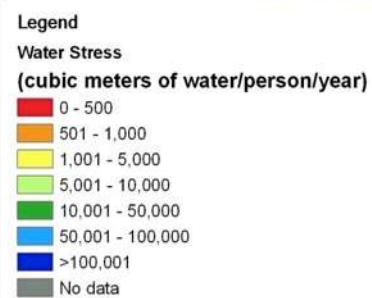 Legend
Water Stress
(cubic meters of water/person/year)
0 - 500
501 - 1,000
1,001 - 5,000
5,001 - 10,000
10,001 - 50,000
50,001 - 100,000
>100,001
No data